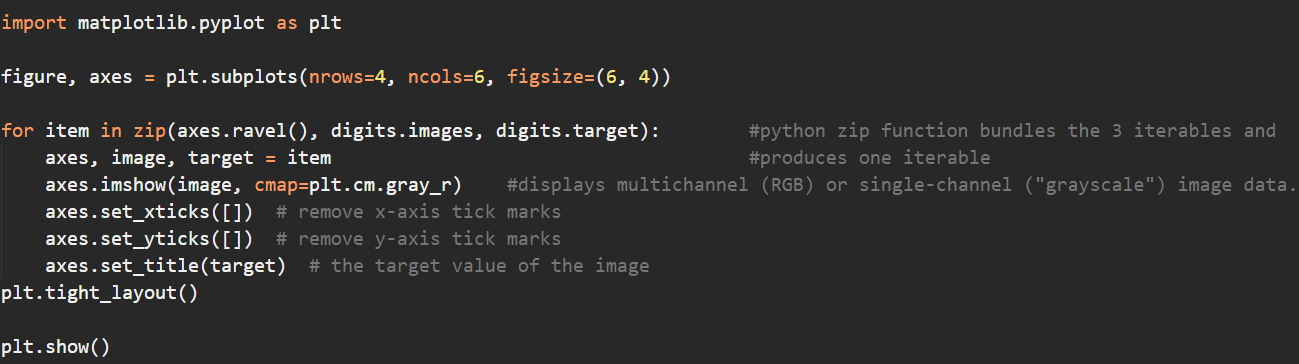 import matplotlib.pyplot as plt
figure, axes = plt.subplots(nrows=4, ncols=6, figsize=(6, 4))
for item in zip(axes.ravel(), digits.images, digits.target):        #python zip function bundles the 3 iterables and
    axes, image, target = item                                      #produces one iterable
    axes.imshow(image, cmap=plt.cm.gray_r)    #displays multichannel (RGB) or single-channel ("grayscale") image data.
    axes.set_xticks([])  # remove x-axis tick marks
    axes.set_yticks([])  # remove y-axis tick marks
    axes.set_title(target)  # the target value of the image
plt.tight_layout()
plt.show()